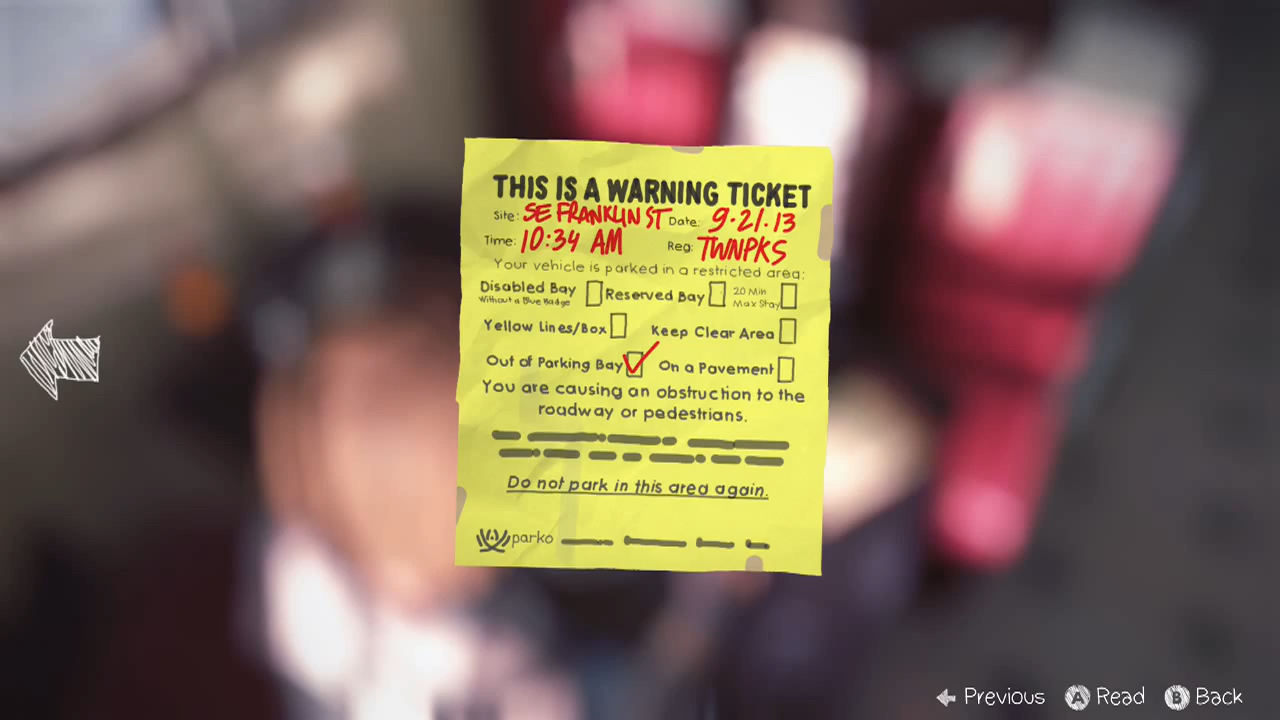 THIS IS A WARNING TICKET
Site: SE FRANKLIN ST Date: 9.21.13
Time: 10:34 AM Reg: TWNPKS
Your vehicle is parked in a restricted area:
Disabled Bay Without a Blue Badge Reserved Bay 20 Min Max Stay
Yellow Lines/Box Keep Clear Area
Out of Parking Bay On a Pavement
You are causing an obstruction to the
roadway or pedestrians.
Do not park in this area again.
parko
Previous A Read B Back